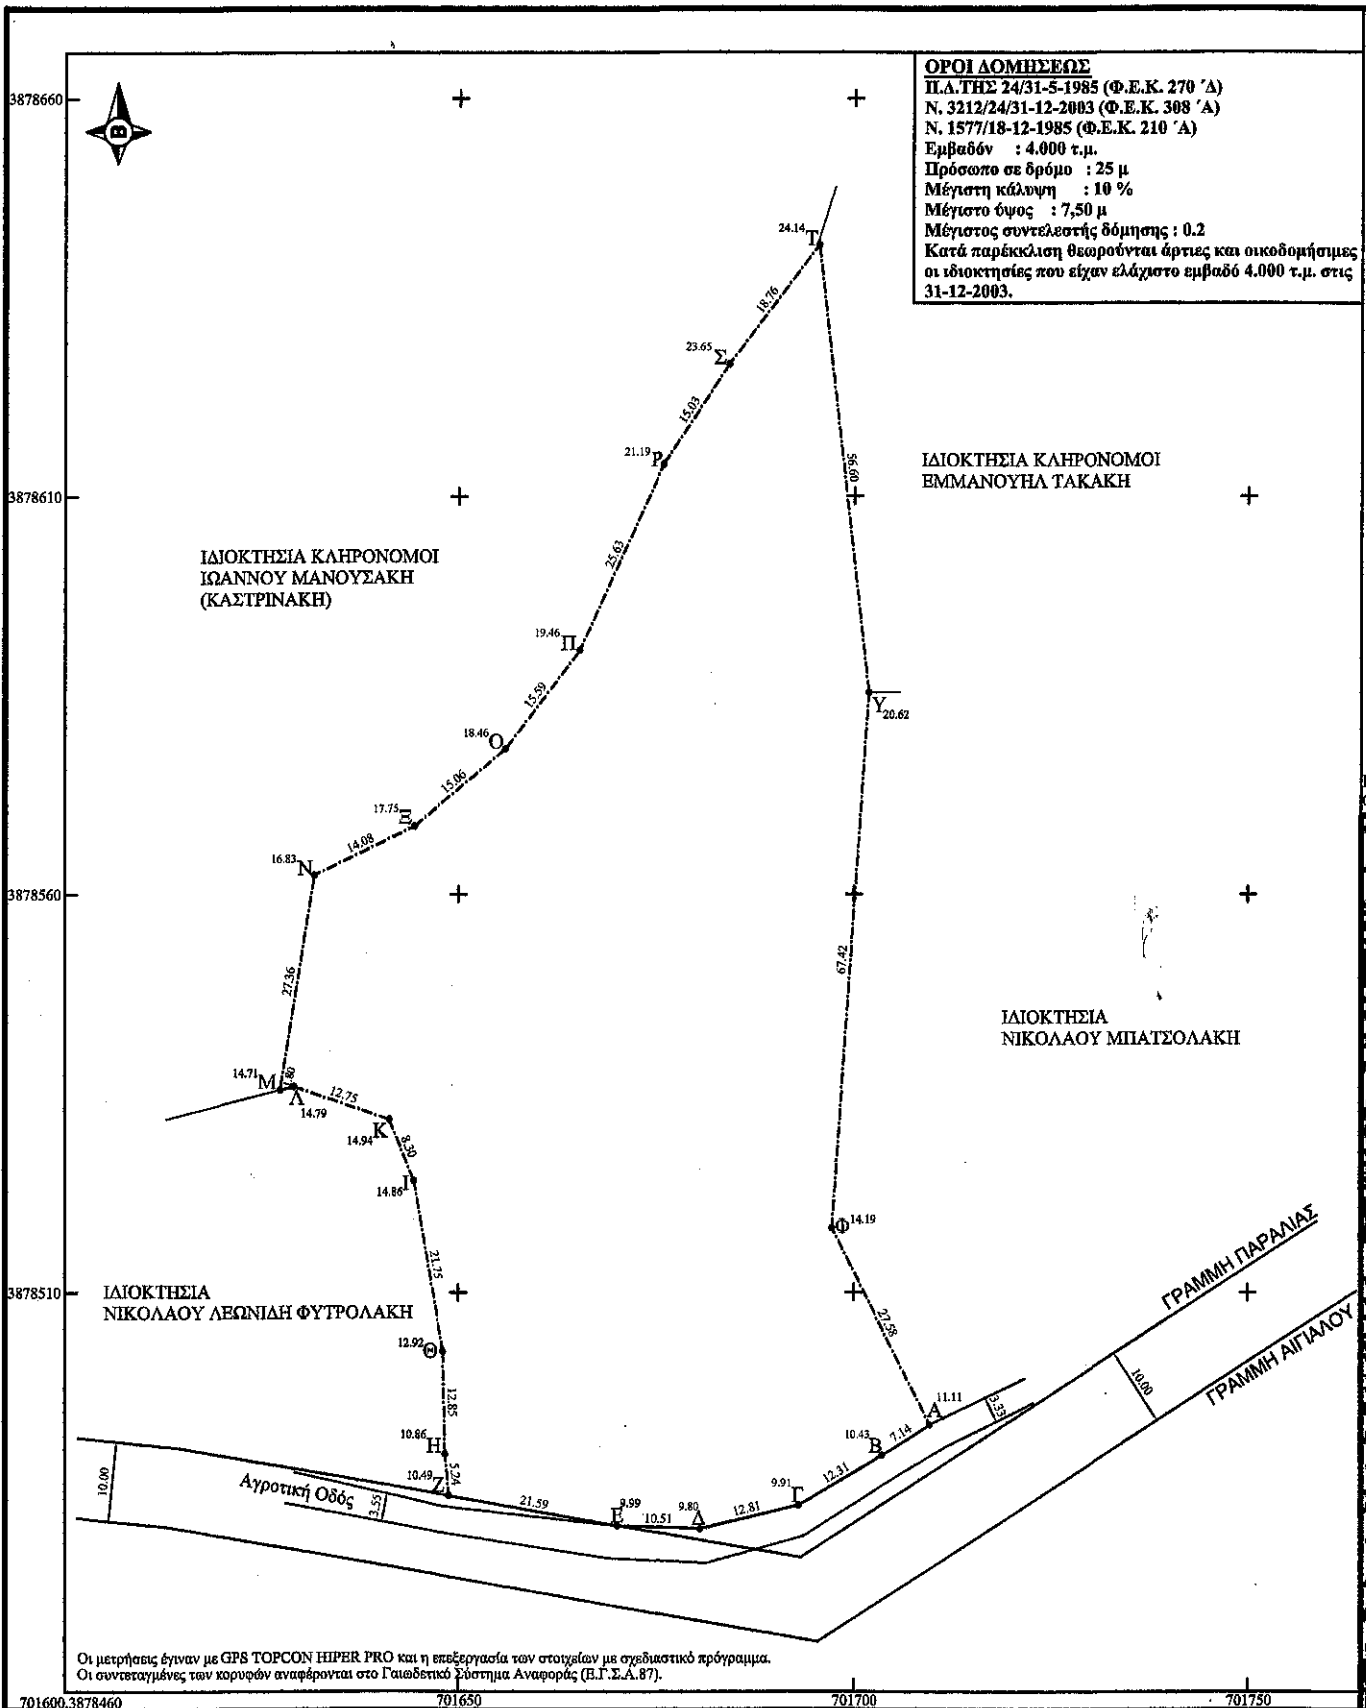 ΟΡΟΙ ΔΟΜΗΣΕΩΣ
Π.Δ.ΤΗΣ 24/31-5-1985 (Φ.Ε.Κ. 270 ΄Δ)
Ν. 3212/24/31-12-2003 (Φ.Ε.Κ. 308 ΄Α)
Ν. 1577/18-12-1985 (Φ.Ε.Κ. 210 ΄Α)
Εμβαδόν : 4.000 τ.μ.
Πρόσωπο σε δρόμο : 25 μ
Μέγιστη κάλυψη : 10 %
Μέγιστο ύψος : 7,50 μ
Μέγιστος συντελεστής δόμησης : 0.2
Κατά παρέκκλιση θεωρούνται άρτιες και οικοδομήσιμες
οι ιδιοκτησίες που είχαν ελάχιστο εμβαδό 4.000 τ.μ. στις
31-12-2003.
3878660
Β
24.14 Τ
18.76
23.65 Σ
15.03
21.19 Ρ
56.60
ΙΔΙΟΚΤΗΣΙΑ ΚΛΗΡΟΝΟΜΟΙ
ΕΜΜΑΝΟΥΗΛ ΤΑΚΑΚΗ
3878610
25.63
ΙΔΙΟΚΤΗΣΙΑ ΚΛΗΡΟΝΟΜΟΙ
ΙΩΑΝΝΟΥ ΜΑΝΟΥΣΑΚΗ
(ΚΑΣΤΡΙΝΑΚΗ)
19.46 Π
15.59
Υ 20.62
18.46 Ο
15.06
17.75 Ξ
14.08
16.83 Ν
3878560
27.36
67.42
ΙΔΙΟΚΤΗΣΙΑ
ΝΙΚΟΛΑΟΥ ΜΠΑΤΣΟΛΑΚΗ
14.71 Μ
1.80
Λ 14.79
12.75
14.94 Κ
8.30
14.86 Ι
Φ 14.19
21.75
ΙΔΙΟΚΤΗΣΙΑ
ΝΙΚΟΛΑΟΥ ΛΕΩΝΙΔΗ ΦΥΤΡΟΛΑΚΗ
3878510
12.92 Θ
27.58
ΓΡΑΜΜΗ ΠΑΡΑΛΙΑΣ
ΓΡΑΜΜΗ ΑΙΓΙΑΛΟΥ
10.00
12.85
Α 11.11
3.33
7.14
10.43 Β
10.86 Η
5.24
12.31
10.49 Ζ
10.00
Αγροτική Οδός
3.55
21.59
9.99 Ε
10.51
9.80 Δ
12.81
9.91 Γ
Οι μετρήσεις έγιναν με GPS TOPCON HIPER PRO και η επεξεργασία των στοιχείων με σχεδιαστικό πρόγραμμα.
Οι συντεταγμένες των κορυφών αναφέρονται στο Γαιωδετικό Σύστημα Αναφοράς (Ε.Γ.Σ.Α.87).
701600,3878460
701650
701700
701750